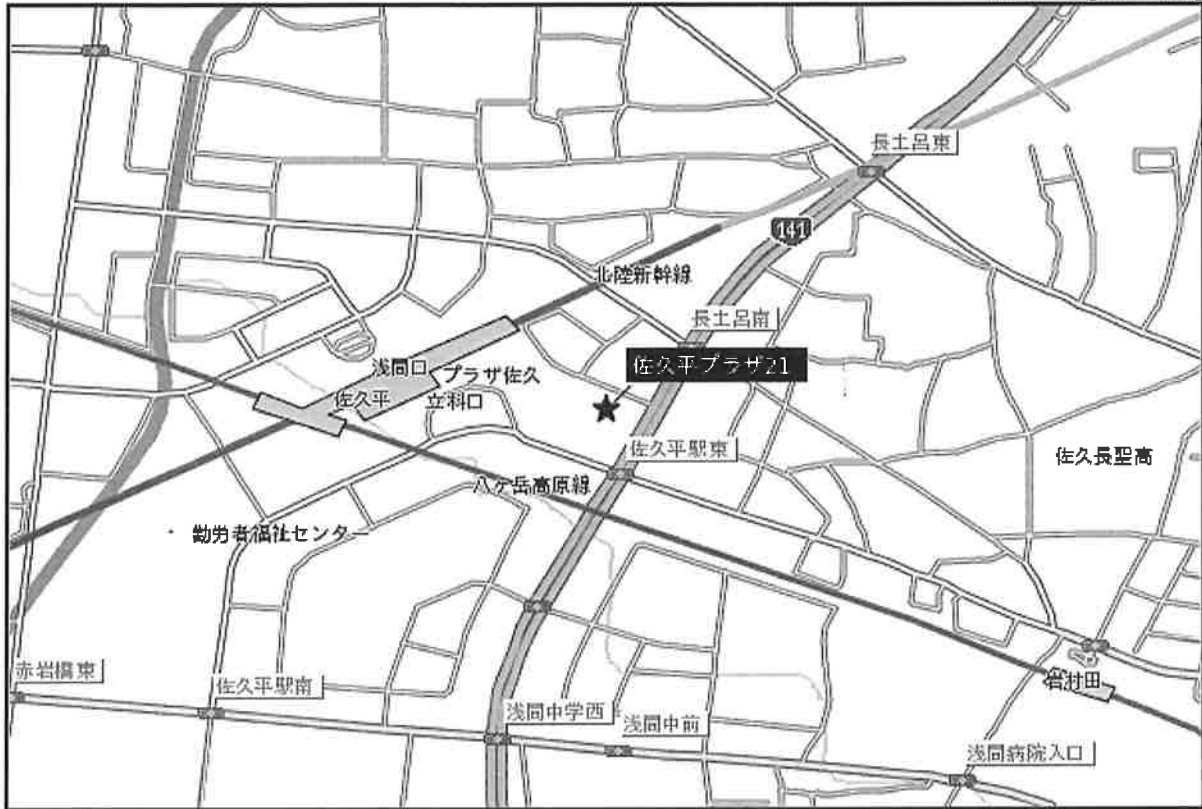 長土呂東
141
北陸新幹線
長土呂南
佐久平プラザ21
浅間口
プラザ佐久
佐久平
立科口
佐久平駅東
佐久長聖高
八ケ岳高原線
勤労者福祉センター
赤岩橋東
佐久平駅南
岩村田
浅間中学西
浅間中前
浅間病院入口